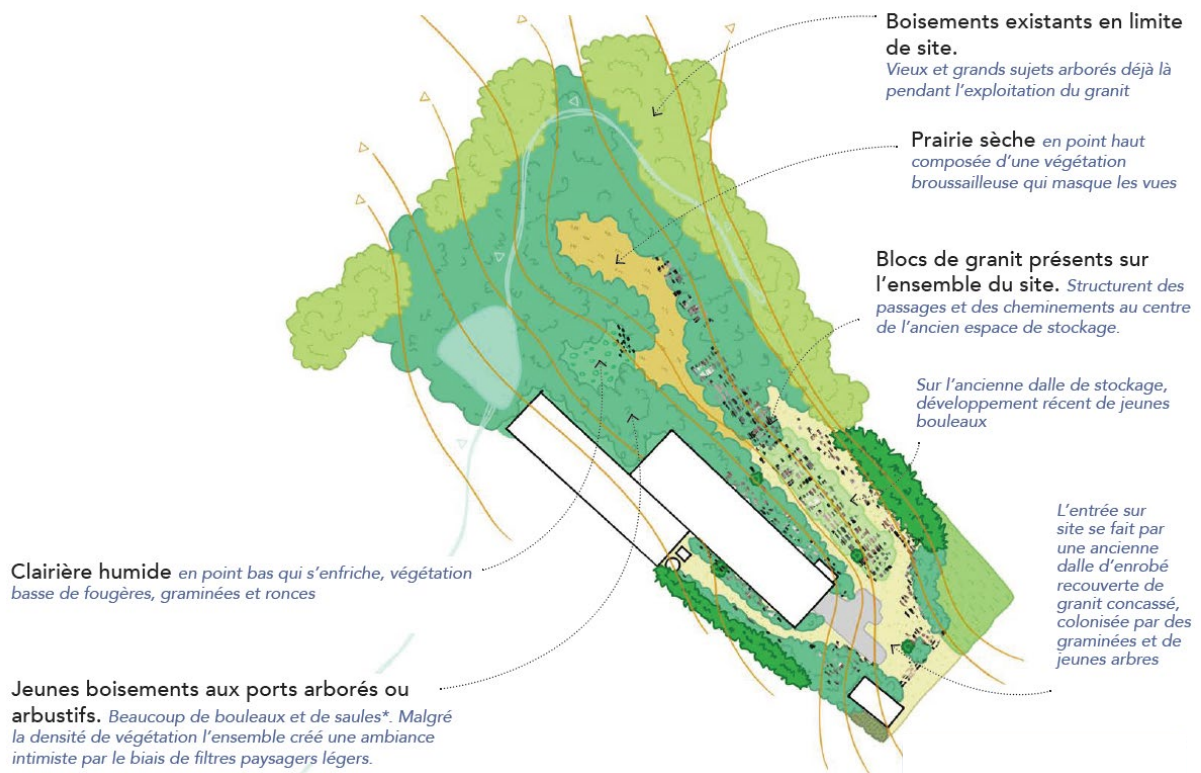 Boisements existants en limite
de site.
Vieux et grands sujets arborés déjà là
pendant l'exploitation du granit
Prairie sèche en point haut
composée d'une végétation
broussailleuse qui masque les vues
Blocs de granit présents sur
l'ensemble du site. Structurent des
passages et des cheminements au centre
de l'ancien espace de stockage.
Sur l'ancienne dalle de stockage,
développement récent de jeunes
bouleaux
L'entrée sur
site se fait par
une ancienne
dalle d'enrobé
recouverte de
granit concassé,
colonisée par des
graminées et de
jeunes arbres
Clairière humide en point bas qui s'enfriche, végétation
basse de fougères, graminées et ronces
Jeunes boisements aux ports arborés ou
arbustifs. Beaucoup de bouleaux et de saules*. Malgré
la densité de végétation l'ensemble créé une ambiance
intimiste par le biais de filtres paysagers légers.